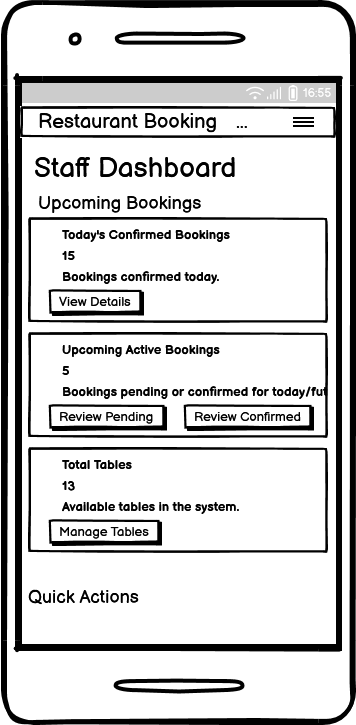 16:55
Restaurant Booking ...
Staff Dashboard
Upcoming Bookings
Today's Confirmed Bookings
15
Bookings confirmed today.
View Details
Upcoming Active Bookings
5
Bookings pending or confirmed for today/fut
Review Pending Review Confirmed
Total Tables
13
Available tables in the system.
Manage Tables
Quick Actions